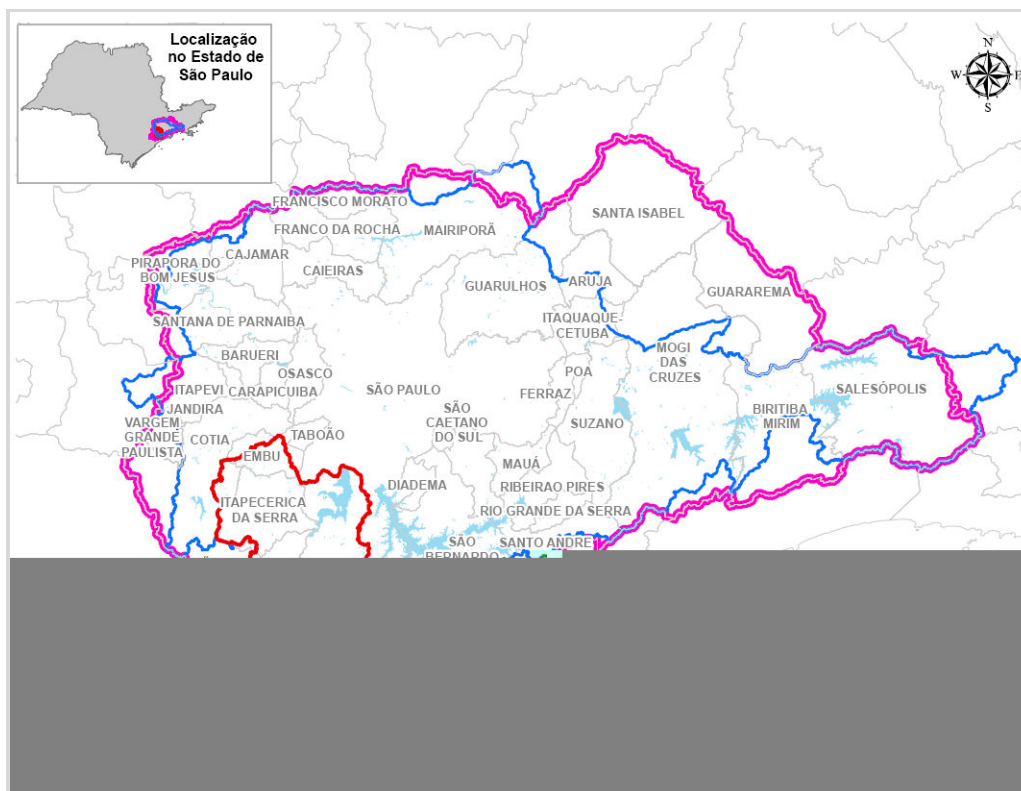 Localização
no Estado de
São Paulo
N
W
E
S
FRANCISCO MORATO
SANTA ISABEL
FRANCO DA ROCHA
MAIRIPORÃ
CAJAMAR
PIRAPORA DO
BOM JESUS
CAIEIRAS
GUARULHOS
ARUJA
GUARAREMA
ITAQUAQUE-
CETUBA
SANTANA DE PARNAIBA
MOGI
DAS
CRUZES
BARUERI
OSASCO
POÁ
ITAPEVI
CARAPICUIBA
SÃO PAULO
FERRAZ
SALESÓPOLIS
JANDIRA
SÃO
CAETANO
DO SUL
BIRITIBA
MIRIM
VARGEM
GRANDE
PAULISTA
SUZANO
COTIA
TABOÃO
EMBU
MAUÁ
DIADEMA
RIBEIRAO PIRES
ITAPECERICA
DA SERRA
RIO GRANDE DA SERRA
SÃO
BERNARDO
SANTO ANDRE